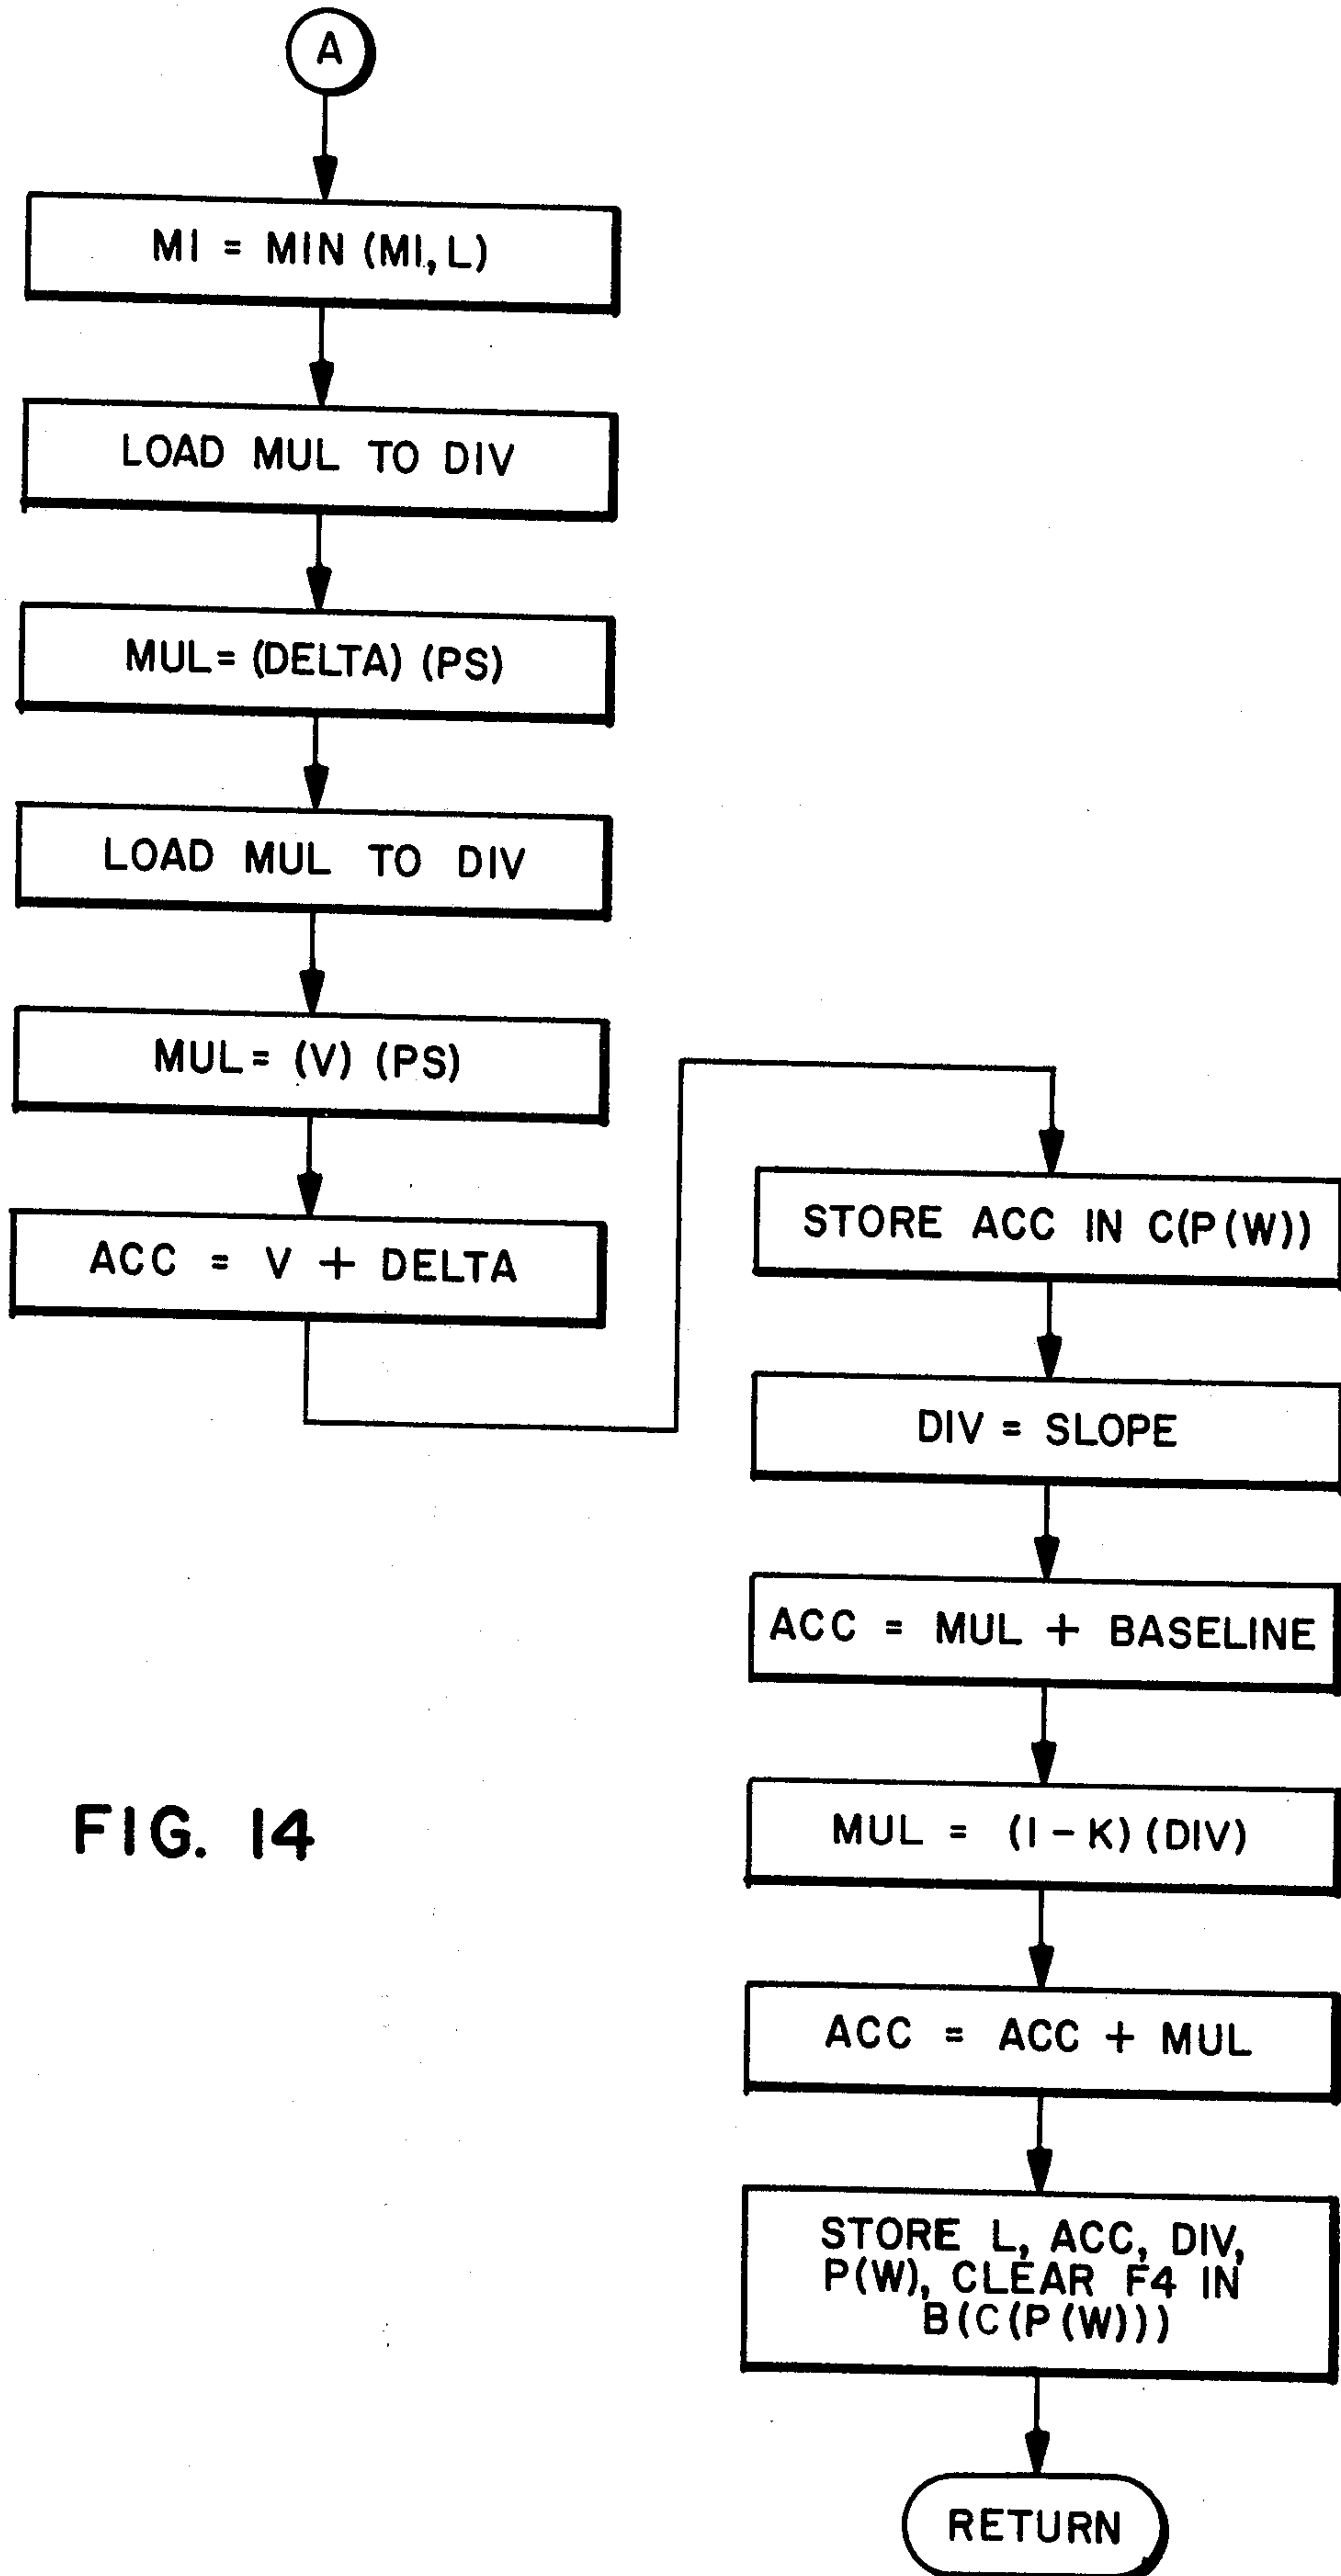 A
MI = MIN (MI, L)
LOAD MUL TO DIV
MUL= (DELTA) (PS)
LOAD MUL TO DIV
MUL= (V) (PS)
ACC = V + DELTA
STORE ACC IN C(P(W))
DIV = SLOPE
ACC = MUL + BASELINE
MUL = (I-K)(DIV)
ACC = ACC + MUL
STORE L, ACC, DIV,
P(W), CLEAR F4 IN
B(C(P(W)))
RETURN
FIG. 14